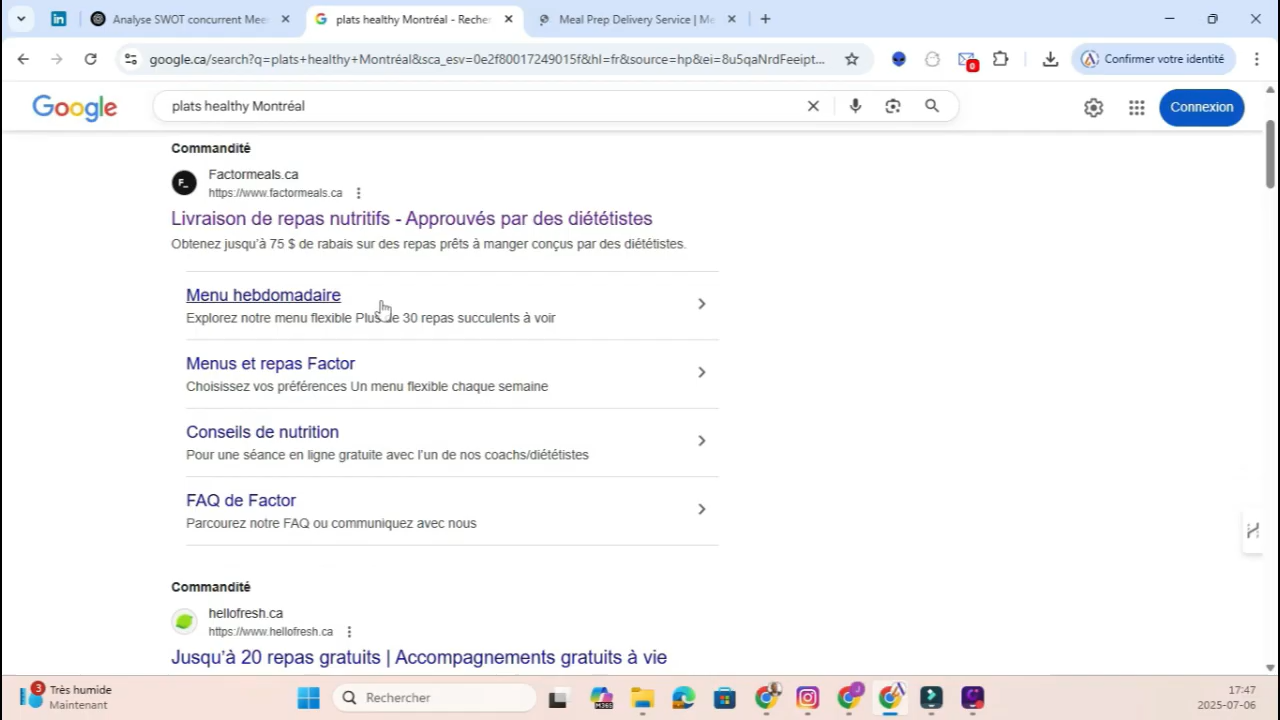 Analyse SWOT concurrent Mee
plats healthy Montréal - Recher
Meal Prep Delivery Service | Me
google.ca/search?q=plats+healthy+Montréal&sca_esv=0e2f80017249015f&hl=fr&source=hp&ei=8u5qaNrdFeeipt...
0
Confirmer votre identité
Google
plats healthy Montréal
Connexion
Commandité
F_
Factormeals.ca
https://www.factormeals.ca
Livraison de repas nutritifs - Approuvés par des diététistes
Obtenez jusqu'à 75 $ de rabais sur des repas prêts à manger conçus par des diététistes.
Menu hebdomadaire
Explorez notre menu flexible Plus de 30 repas succulents à voir
Menus et repas Factor
Choisissez vos préférences Un menu flexible chaque semaine
Conseils de nutrition
Pour une séance en ligne gratuite avec l'un de nos coachs/diététistes
FAQ de Factor
Parcourez notre FAQ ou communiquez avec nous
Commandité
hellofresh.ca
https://www.hellofresh.ca
Jusqu'à 20 repas gratuits | Accompagnements gratuits à vie
3
Très humide
Maintenant
Rechercher
M365
17:47
2025-07-06